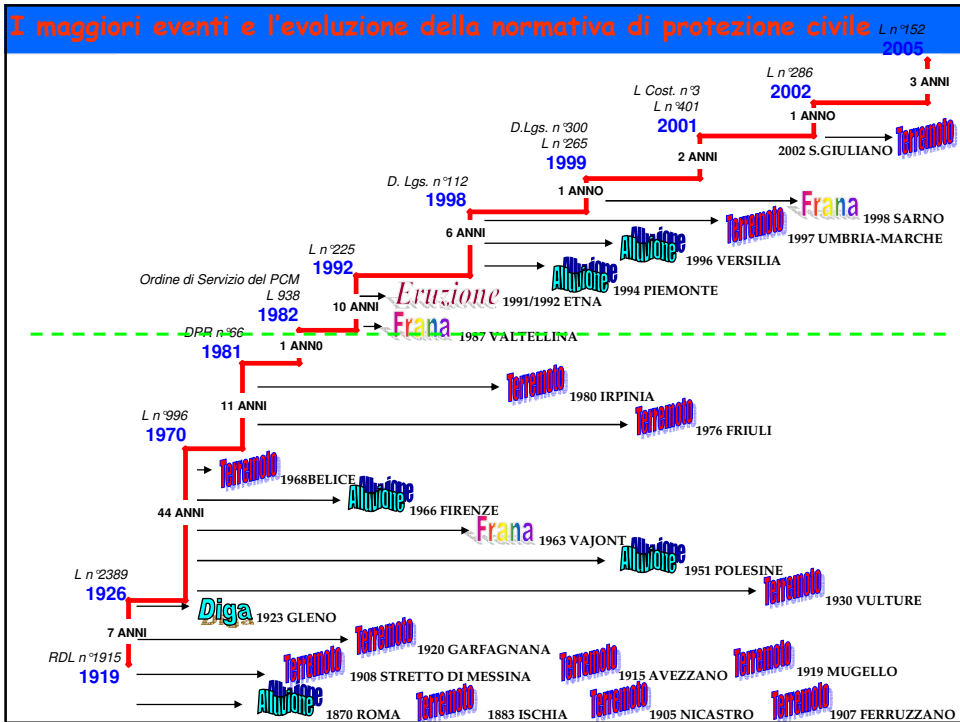 I maggiori eventi e l'evoluzione della normativa di protezione civile
L n°152
2005
3 ANNI
L n°286
2002
1 ANNO
2002 S.GIULIANO
Terremoto
L Cost. n°3
L n°401
2001
2 ANNI
D.Lgs. n°300
L n°265
1999
1 ANNO
Frana
1998 SARNO
D. Lgs. n°112
1998
6 ANNI
Terremoto
1997 UMBRIA-MARCHE
Alluvione
1996 VERSILIA
Alluvione
1994 PIEMONTE
L n°225
1992
10 ANNI
Eruzione
1991/1992 ETNA
Frana
1987 VALTELLINA
Ordine di Servizio del PCM
L 938
1982
1 ANN0
DPR n°66
1981
11 ANNI
Terremoto
1980 IRPINIA
Terremoto
1976 FRIULI
L n°996
1970
44 ANNI
Terremoto
1968BELICE
Alluvione
1966 FIRENZE
Frana
1963 VAJONT
Alluvione
1951 POLESINE
Terremoto
1930 VULTURE
L n°2389
1926
7 ANNI
Diga
1923 GLENO
Terremoto
1920 GARFAGNANA
RDL n°1915
1919
Terremoto
1908 STRETTO DI MESSINA
Terremoto
1915 AVEZZANO
Terremoto
1919 MUGELLO
Alluvione
1870 ROMA
Terremoto
1883 ISCHIA
Terremoto
1905 NICASTRO
Terremoto
1907 FERRUZZANO